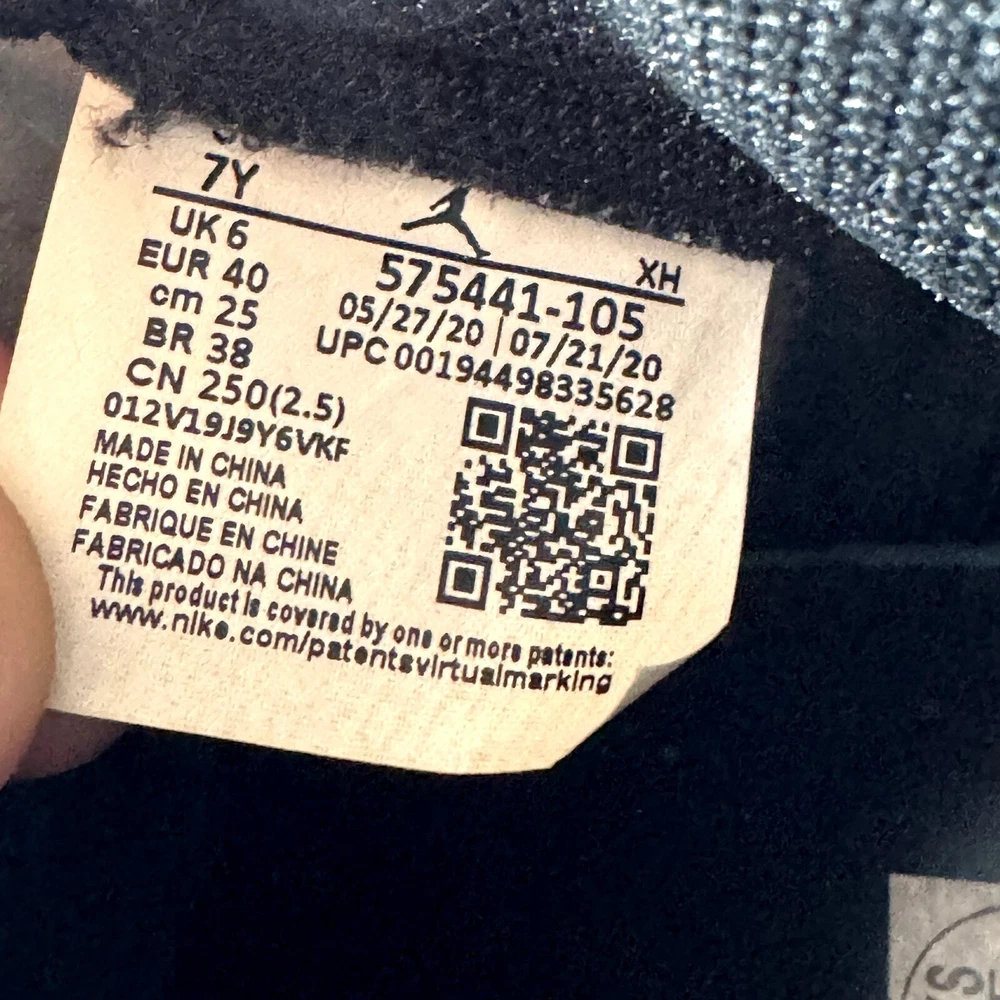 7Y
UK 6
EUR 40
cm 25
BR 38
CN 250(2.5)
012V19J9Y6VKF
XH
575441-105
05/27/20 | 07/21/20
UPC 00194498335628
MADE IN CHINA
HECHO EN CHINA
FABRIQUE EN CHINE
FABRICADO NA CHINA
This product is covered by one or more patents:
www.nike.com/patentsvirtualmarking